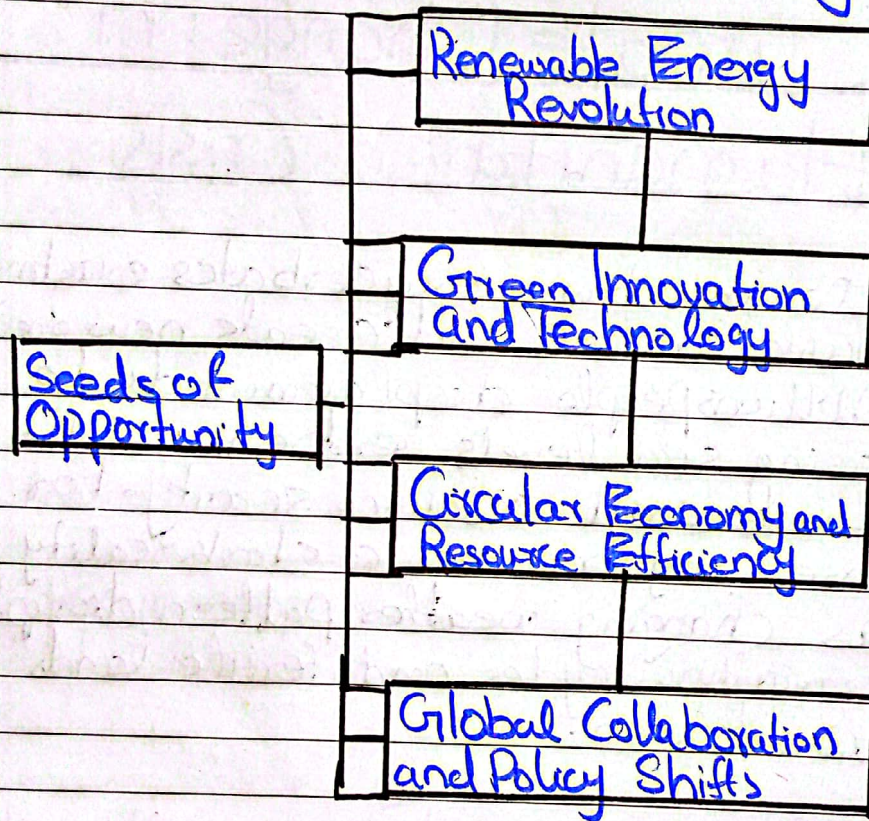 Renewable Energy
Revolution
Green Innovation
and Technology
Seeds of
Opportunity
Circular Economy and
Resource Efficiency
Global Collaboration
and Policy Shifts